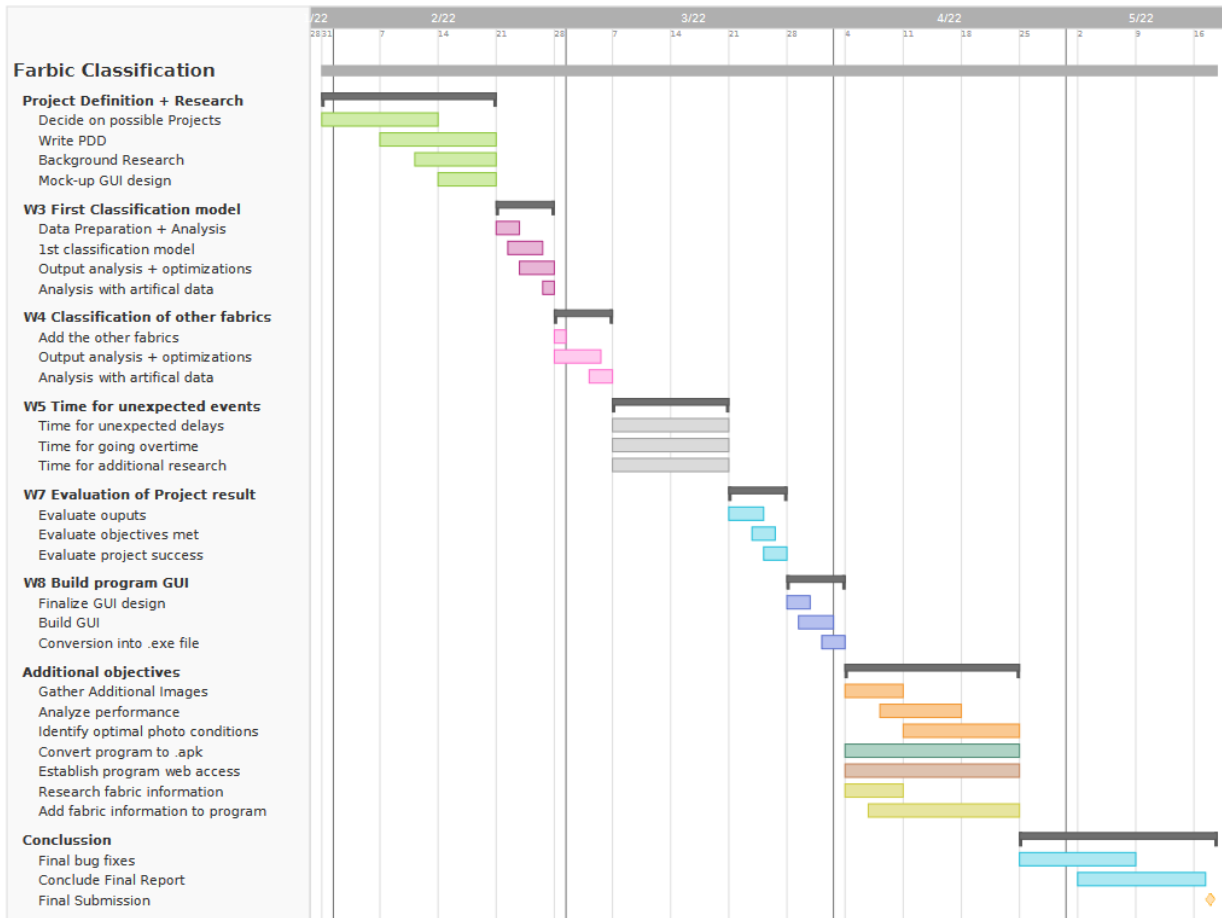 /22 2/22 3/22 4/22 5/22
28 31 7 14 21 28 7 14 21 28 4 11 18 25 2 9 16
Farbic Classification
Project Definition + Research
Decide on possible Projects
Write PDD
Background Research
Mock-up GUI design
W3 First Classification model
Data Preparation + Analysis
1st classification model
Output analysis + optimizations
Analysis with artifical data
W4 Classification of other fabrics
Add the other fabrics
Output analysis + optimizations
Analysis with artifical data
W5 Time for unexpected events
Time for unexpected delays
Time for going overtime
Time for additional research
W7 Evaluation of Project result
Evaluate ouputs
Evaluate objectives met
Evaluate project success
W8 Build program GUI
Finalize GUI design
Build GUI
Conversion into .exe file
Additional objectives
Gather Additional Images
Analyze performance
Identify optimal photo conditions
Convert program to .apk
Establish program web access
Research fabric information
Add fabric information to program
Conclussion
Final bug fixes
Conclude Final Report
Final Submission